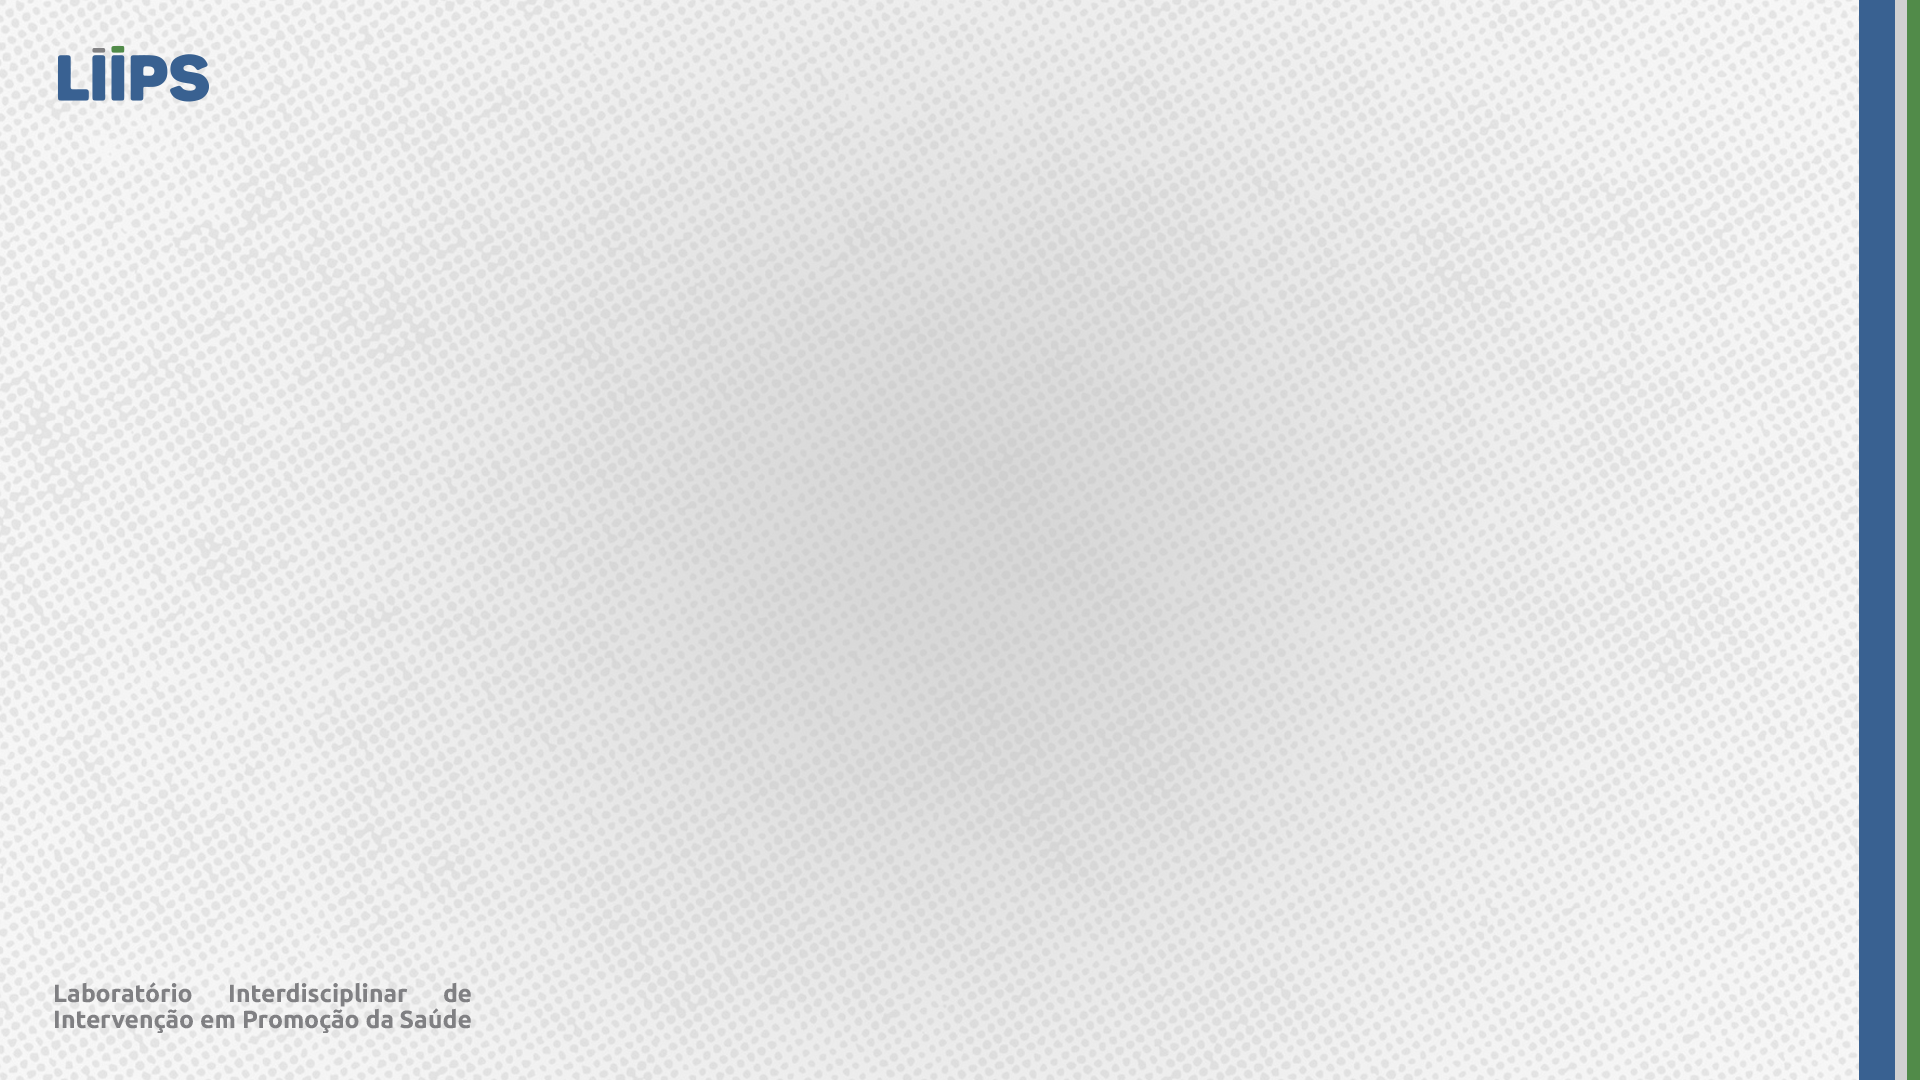 LIIPS
Laboratório Interdisciplinar de
Intervenção em Promoção da Saúde